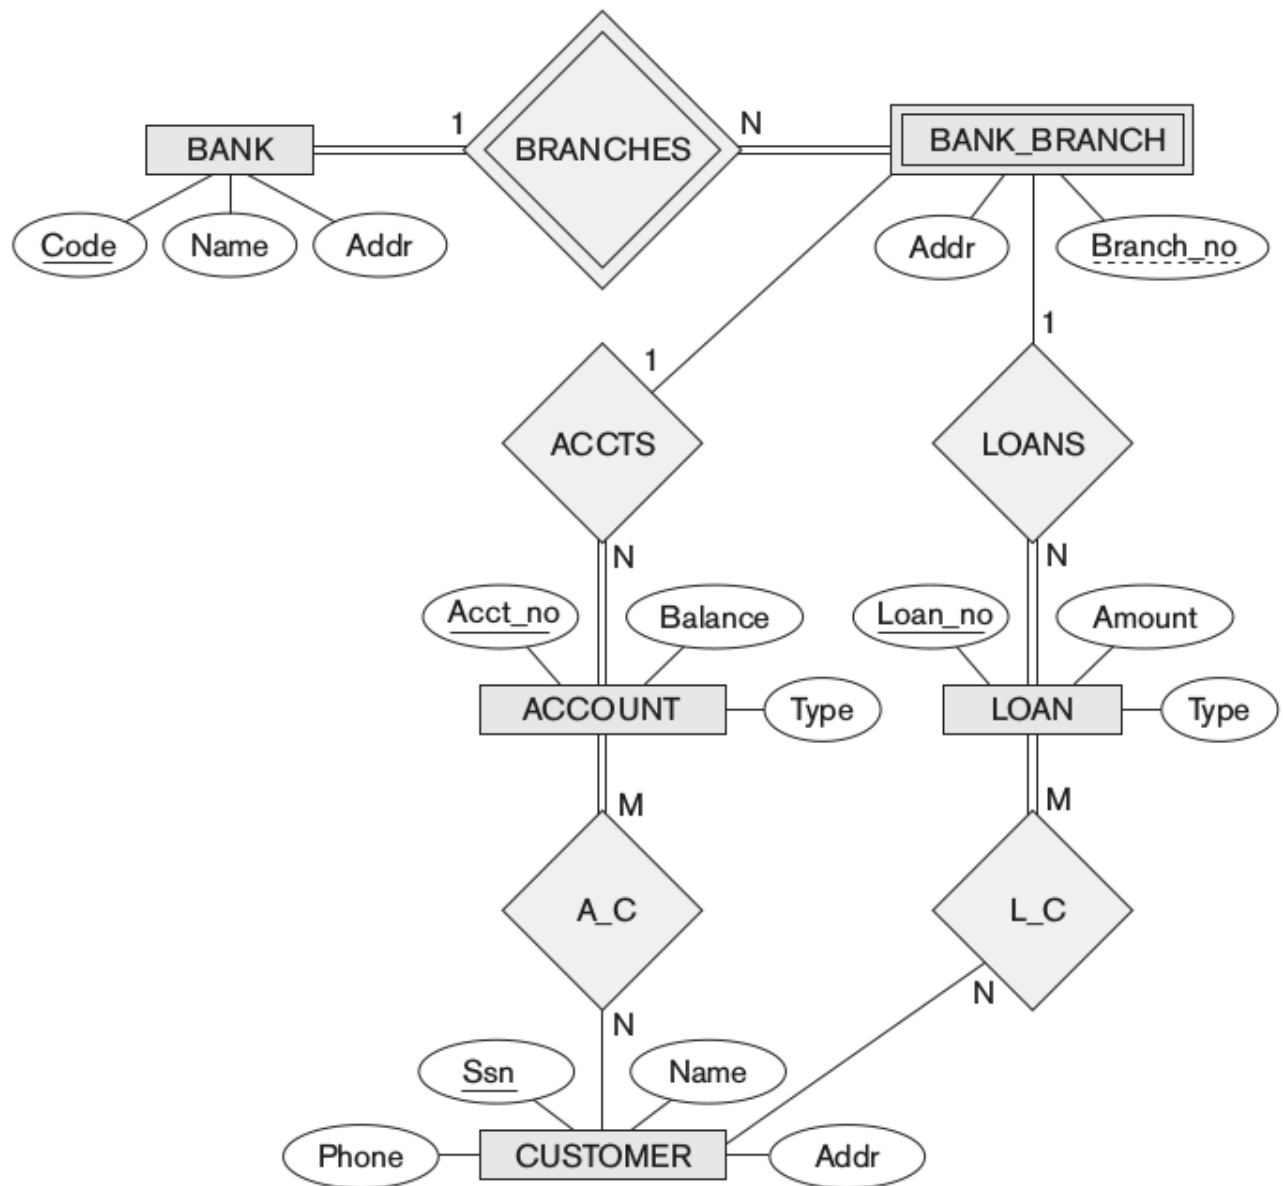 1
N
BANK
BRANCHES
BANK_BRANCH
Code
Name
Addr
Addr
Branch_no
1
1
ACCTS
LOANS
N
N
Acct_no
Balance
Loan_no
Amount
ACCOUNT
Type
LOAN
Type
M
M
A_C
L_C
N
N
Ssn
Name
Phone
CUSTOMER
Addr